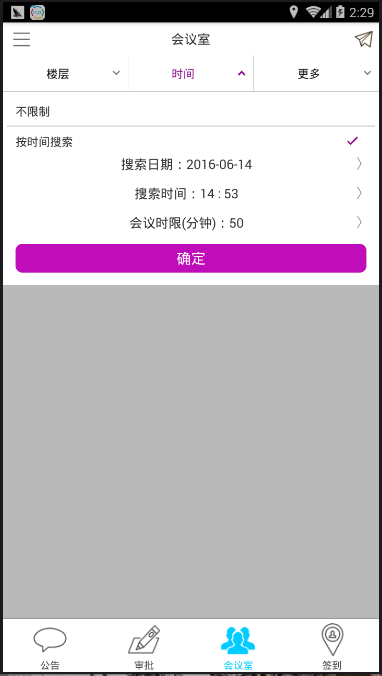 2:29
会议室
楼层 时间 更多
不限制
按时间搜索
搜索日期：2016-06-14
搜索时间：14 : 53
会议时限(分钟)：50
确定
公告 审批 会议室 签到